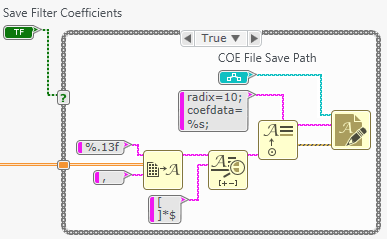 Save Filter Coefficients
TF
True
COE File Save Path
radix=10;
coefdata=
%s;
?
%.13f
,
[
]*$
[+–]